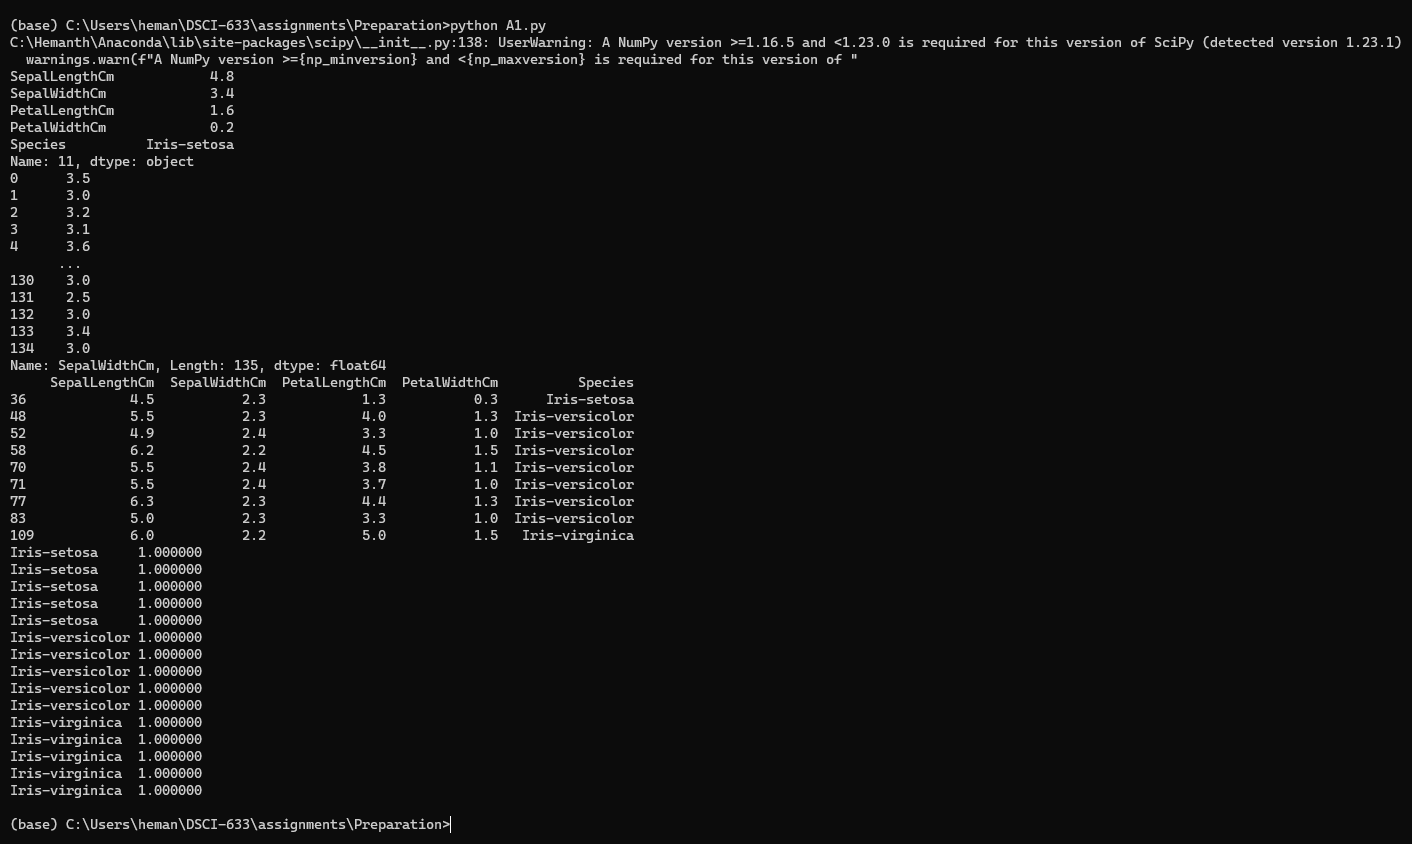 (base) C:\Users\heman\DSCI-633\assignments\Preparation>python A1.py
C:\Hemanth\Anaconda\lib\site-packages\scipy\__init__.py:138: UserWarning: A NumPy version >=1.16.5 and <1.23.0 is required for this version of SciPy (detected version 1.23.1)
  warnings.warn(f"A NumPy version >={np_minversion} and <{np_maxversion} is required for this version of "
SepalLengthCm            4.8
SepalWidthCm             3.4
PetalLengthCm            1.6
PetalWidthCm             0.2
Species          Iris-setosa
Name: 11, dtype: object
0      3.5
1      3.0
2      3.2
3      3.1
4      3.6
      ...
130    3.0
131    2.5
132    3.0
133    3.4
134    3.0
Name: SepalWidthCm, Length: 135, dtype: float64
     SepalLengthCm  SepalWidthCm  PetalLengthCm  PetalWidthCm          Species
36             4.5           2.3            1.3           0.3      Iris-setosa
48             5.5           2.3            4.0           1.3  Iris-versicolor
52             4.9           2.4            3.3           1.0  Iris-versicolor
58             6.2           2.2            4.5           1.5  Iris-versicolor
70             5.5           2.4            3.8           1.1  Iris-versicolor
71             5.5           2.4            3.7           1.0  Iris-versicolor
77             6.3           2.3            4.4           1.3  Iris-versicolor
83             5.0           2.3            3.3           1.0  Iris-versicolor
109            6.0           2.2            5.0           1.5   Iris-virginica
Iris-setosa     1.000000
Iris-setosa     1.000000
Iris-setosa     1.000000
Iris-setosa     1.000000
Iris-setosa     1.000000
Iris-versicolor 1.000000
Iris-versicolor 1.000000
Iris-versicolor 1.000000
Iris-versicolor 1.000000
Iris-versicolor 1.000000
Iris-virginica  1.000000
Iris-virginica  1.000000
Iris-virginica  1.000000
Iris-virginica  1.000000
Iris-virginica  1.000000
(base) C:\Users\heman\DSCI-633\assignments\Preparation>